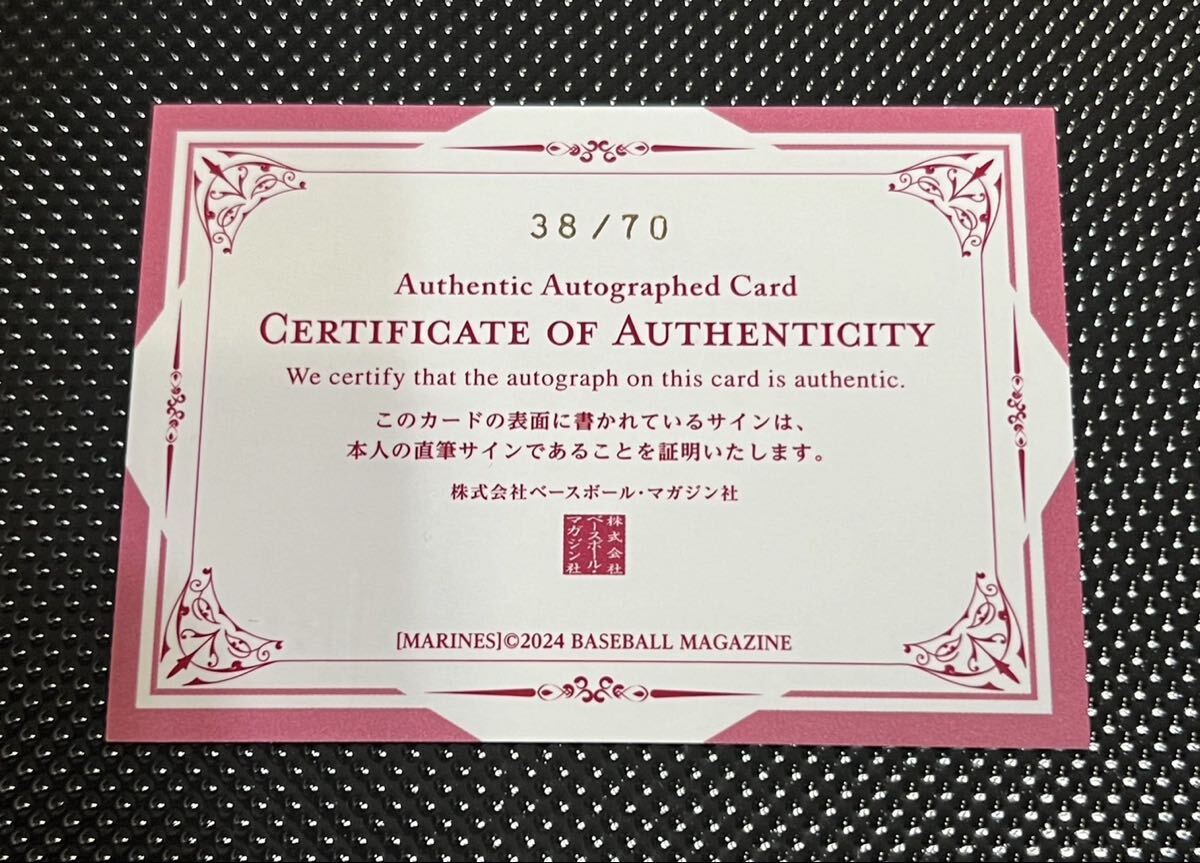 38/70
Authentic Autographed Card
CERTIFICATE OF AUTHENTICITY
We certify that the autograph on this card is authentic.
このカードの表面に書かれているサインは、
本人の直筆サインであることを証明いたします。
株式会社ベースボール・マガジン社
株式会社
ベースボール・
マガジン社
[MARINES]©2024 BASEBALL MAGAZINE